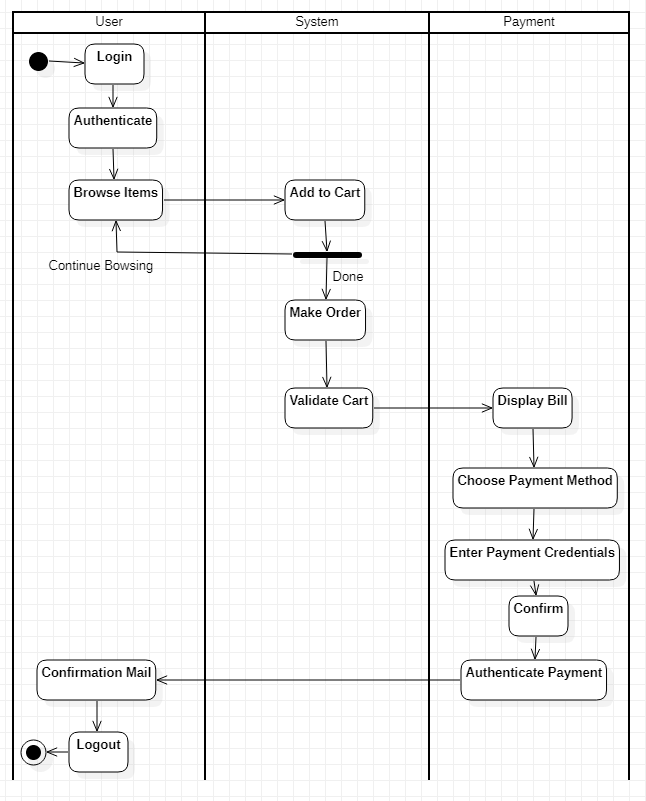 User
System
Payment
Login
Authenticate
Browse Items
Add to Cart
Continue Bowsing
Done
Make Order
Validate Cart
Display Bill
Choose Payment Method
Enter Payment Credentials
Confirm
Confirmation Mail
Authenticate Payment
Logout